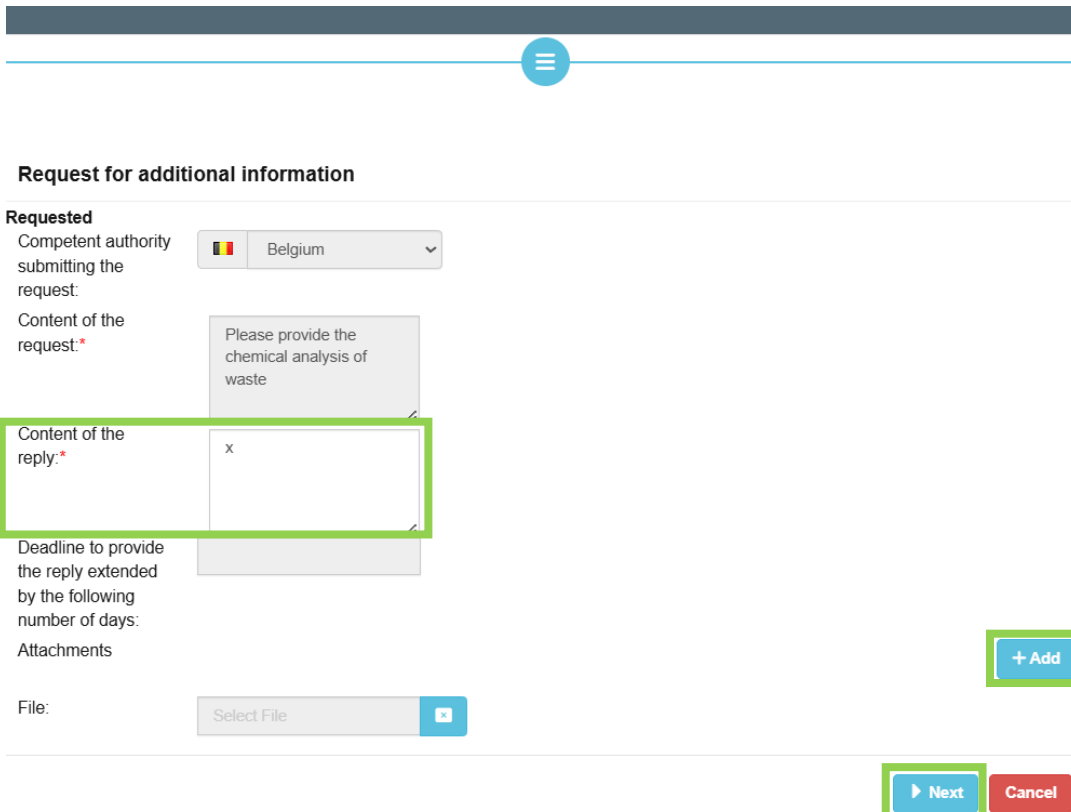 Request for additional information
Requested
Competent authority
submitting the
request:
Belgium
Content of the
request:*
Please provide the
chemical analysis of
waste
Content of the
reply:*
x
Deadline to provide
the reply extended
by the following
number of days:
Attachments
+ Add
File:
Select File
Next
Cancel